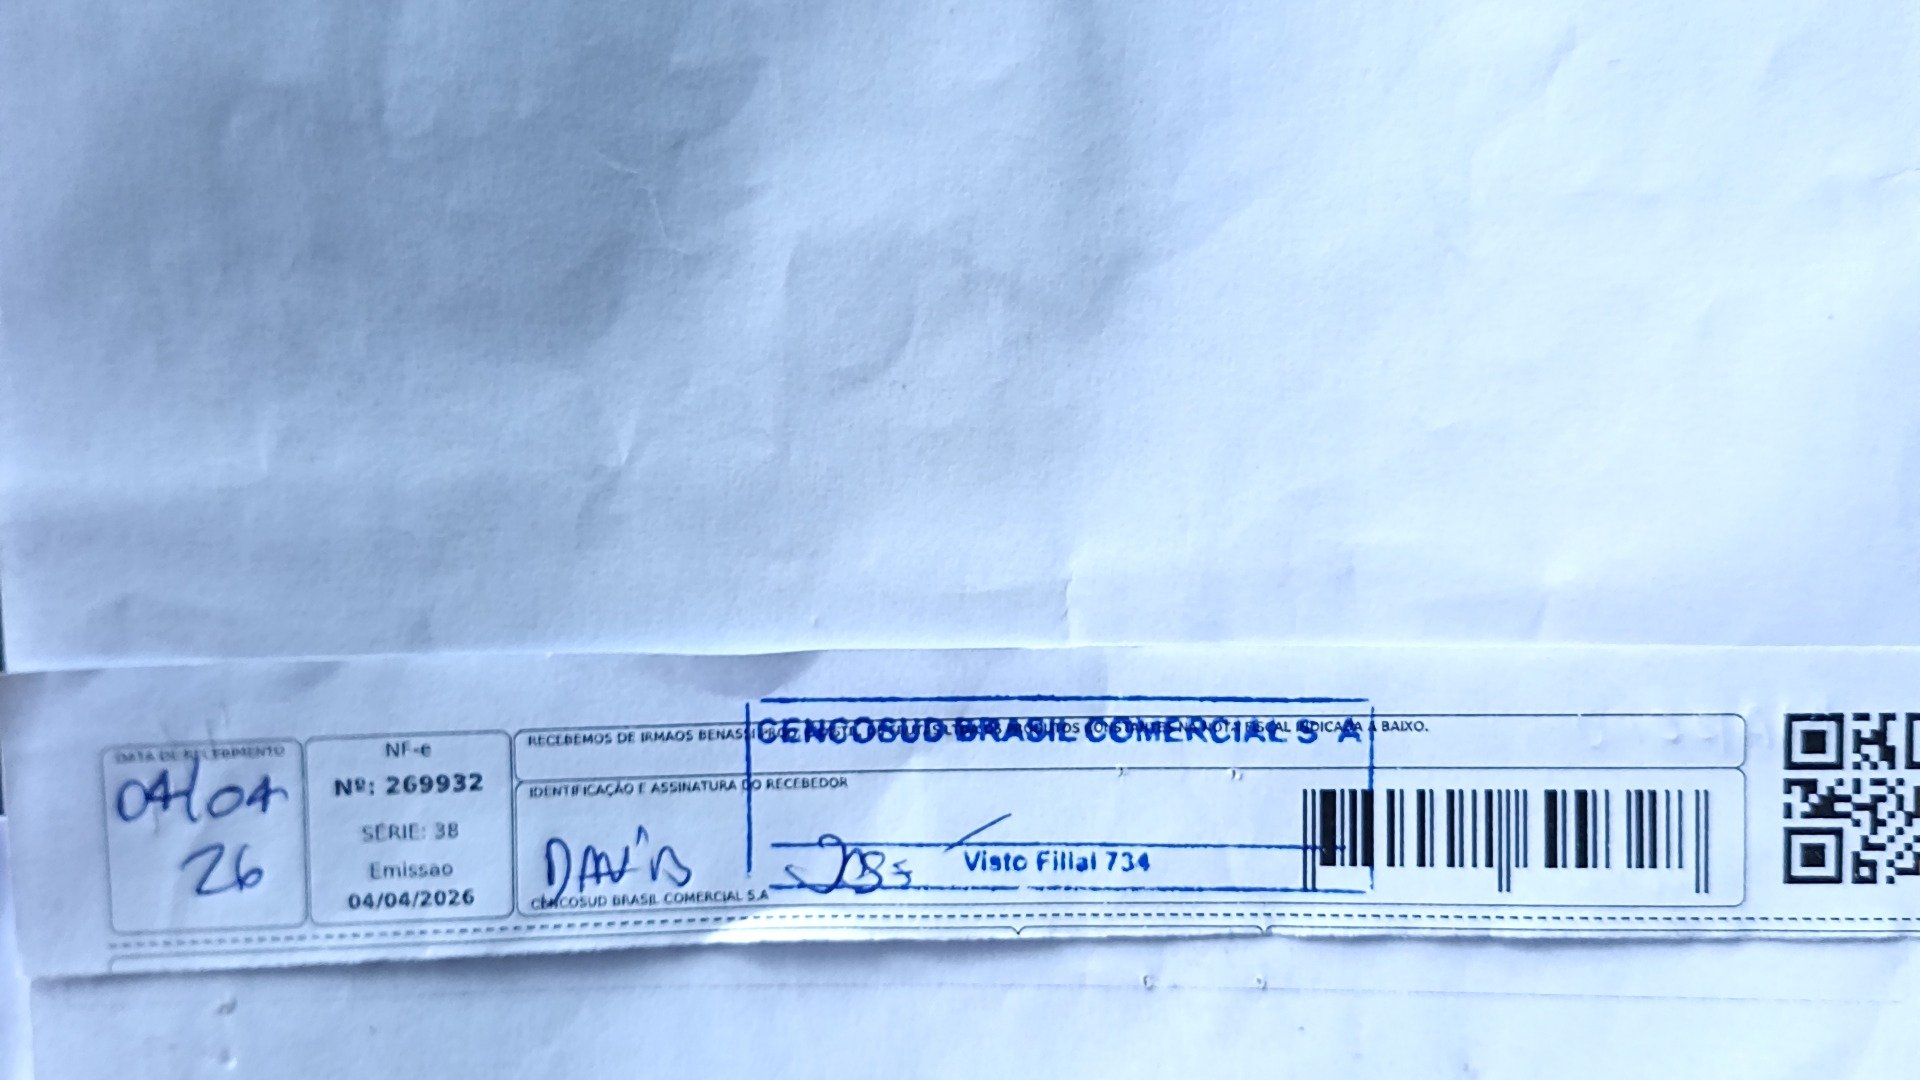 DATA DE RECEBIMENTO
04/04
26
NF-e
Nº: 269932
SÉRIE: 38
Emissao
04/04/2026
RECEBEMOS DE IRMAOS BENASSI
INDICADA A BAIXO.
CENCOSUD BRASIL COMERCIAL S A
IDENTIFICAÇÃO E ASSINATURA DO RECEBEDOR
Visto Filial 734
CENCOSUD BRASIL COMERCIAL S.A